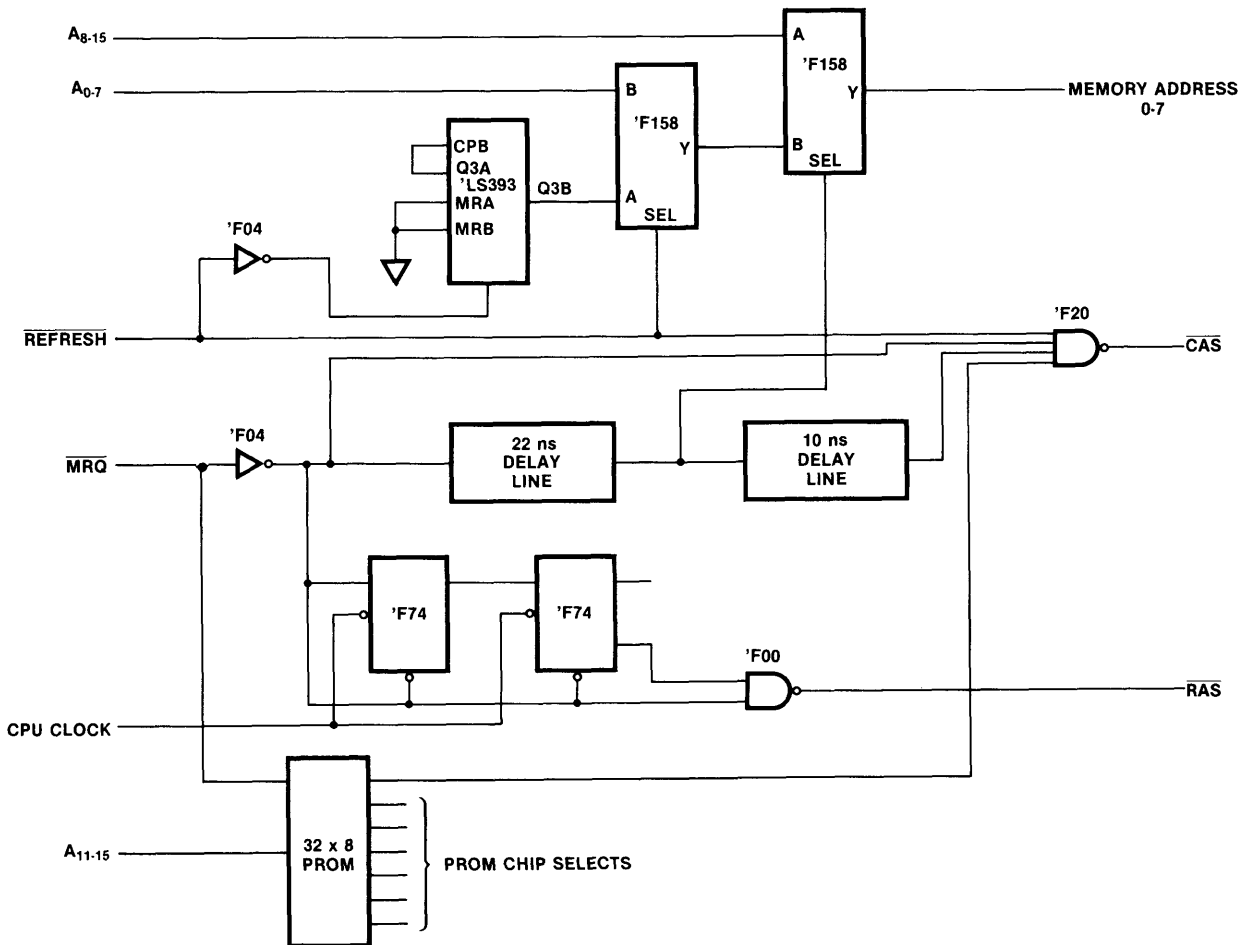 A8-15
A
'F158
Y
B
SEL
MEMORY ADDRESS
0-7
A0-7
B
'F158
Y
A
SEL
CPB
Q3A
'LS393
MRA
MRB
Q3B
'F04
REFRESH
'F20
CAS
MRQ
'F04
22 ns
DELAY
LINE
10 ns
DELAY
LINE
'F74
'F74
'F00
RAS
CPU CLOCK
A11-15
32 x 8
PROM
PROM CHIP SELECTS